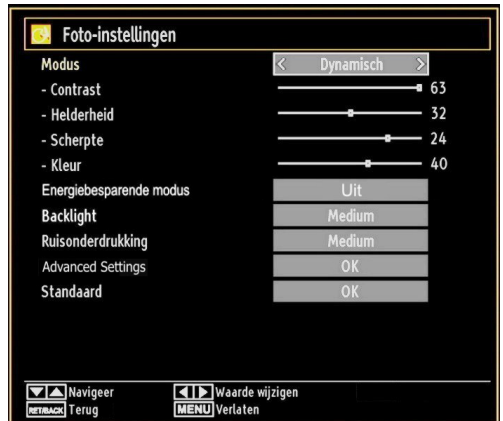 Foto-instellingen
Modus < Dynamisch >
- Contrast 63
- Helderheid 32
- Scherpte 24
- Kleur 40
Energiebesparende modus Uit
Backlight Medium
Ruisonderdrukking Medium
Advanced Settings OK
Standaard OK
Navigeer Waarde wijzigen
RET/BACK Terug MENU Verlaten